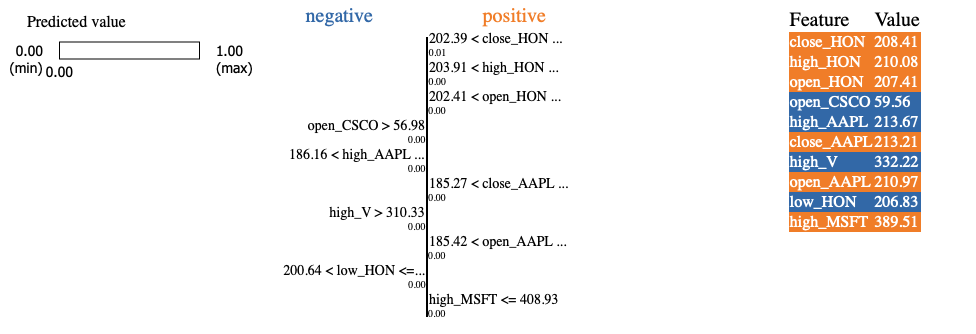 Predicted value
0.00
(min)
0.00
1.00
(max)
negative
positive
202.39 < close_HON ...
0.01
203.91 < high_HON ...
0.00
202.41 < open_HON ...
0.00
open_CSCO > 56.98
0.00
186.16 < high_AAPL ...
0.00
185.27 < close_AAPL ...
0.00
high_V > 310.33
0.00
185.42 < open_AAPL ...
0.00
200.64 < low_HON <=...
0.00
high_MSFT <= 408.93
0.00
Feature Value
close_HON 208.41
high_HON 210.08
open_HON 207.41
open_CSCO 59.56
high_AAPL 213.67
close_AAPL 213.21
high_V 332.22
open_AAPL 210.97
low_HON 206.83
high_MSFT 389.51